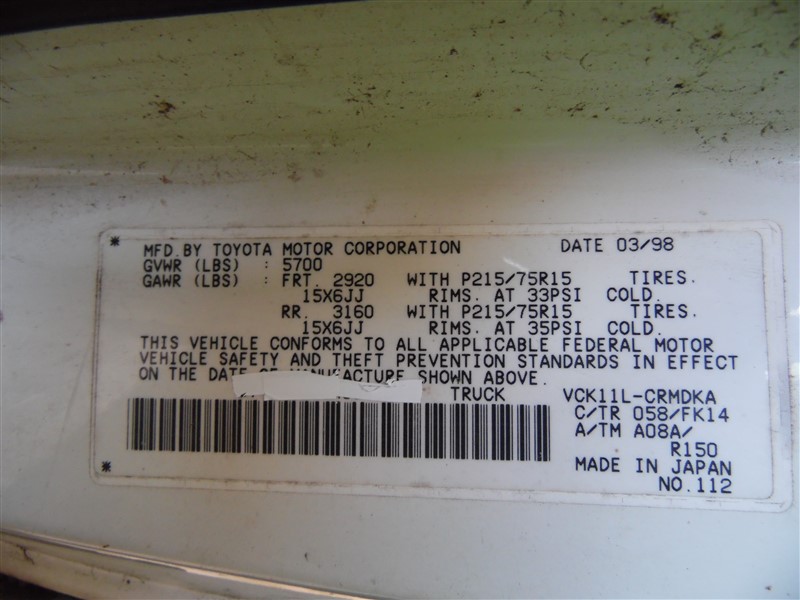 * MFD.BY TOYOTA MOTOR CORPORATION DATE 03/98
GVWR (LBS) : 5700
GAWR (LBS) : FRT. 2920 WITH P215/75R15 TIRES.
15X6JJ RIMS. AT 33PSI COLD.
RR. 3160 WITH P215/75R15 TIRES.
15X6JJ RIMS. AT 35PSI COLD.
THIS VEHICLE CONFORMS TO ALL APPLICABLE FEDERAL MOTOR
VEHICLE SAFETY AND THEFT PREVENTION STANDARDS IN EFFECT
ON THE DATE OF MANUFACTURE SHOWN ABOVE.
TRUCK VCK11L-CRMDKA
C/TR 058/FK14
A/TM A08A/
R150
* MADE IN JAPAN
NO.112